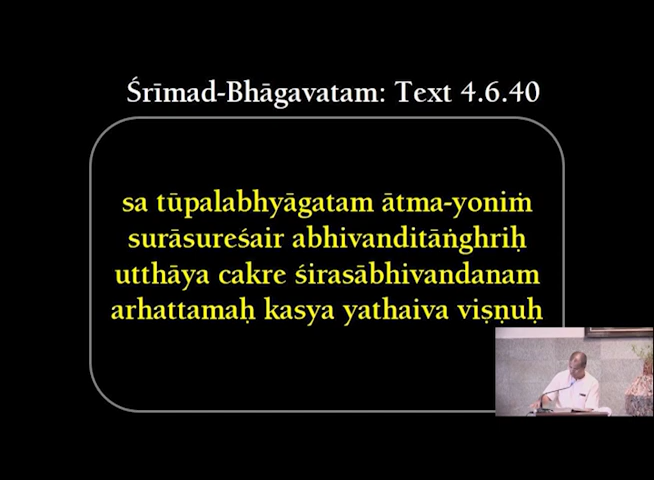 Śrīmad-Bhāgavatam: Text 4.6.40
sa tūpalabhyāgatam ātma-yoniṁ
surāsureśair abhivanditāṅghriḥ
utthāya cakre śirasābhivandanam
arhattamaḥ kasya yathaiva viṣṇuḥ